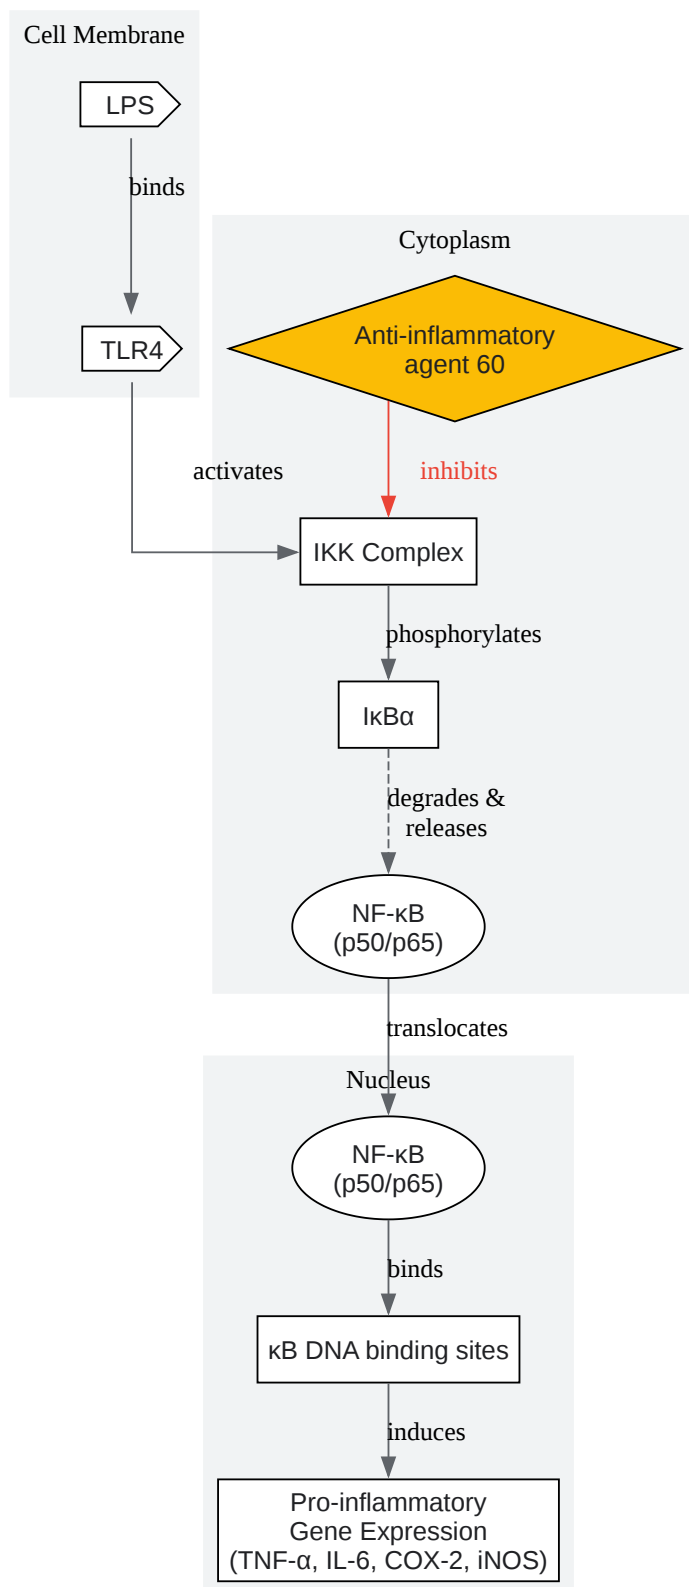 Cell Membrane
LPS
binds
TLR4
Cytoplasm
Anti-inflammatory
agent 60
activates
inhibits
IKK Complex
phosphorylates
IκBα
degrades &
releases
NF-κB
(p50/p65)
translocates
Nucleus
NF-κB
(p50/p65)
binds
κB DNA binding sites
induces
Pro-inflammatory
Gene Expression
(TNF-α, IL-6, COX-2, iNOS)